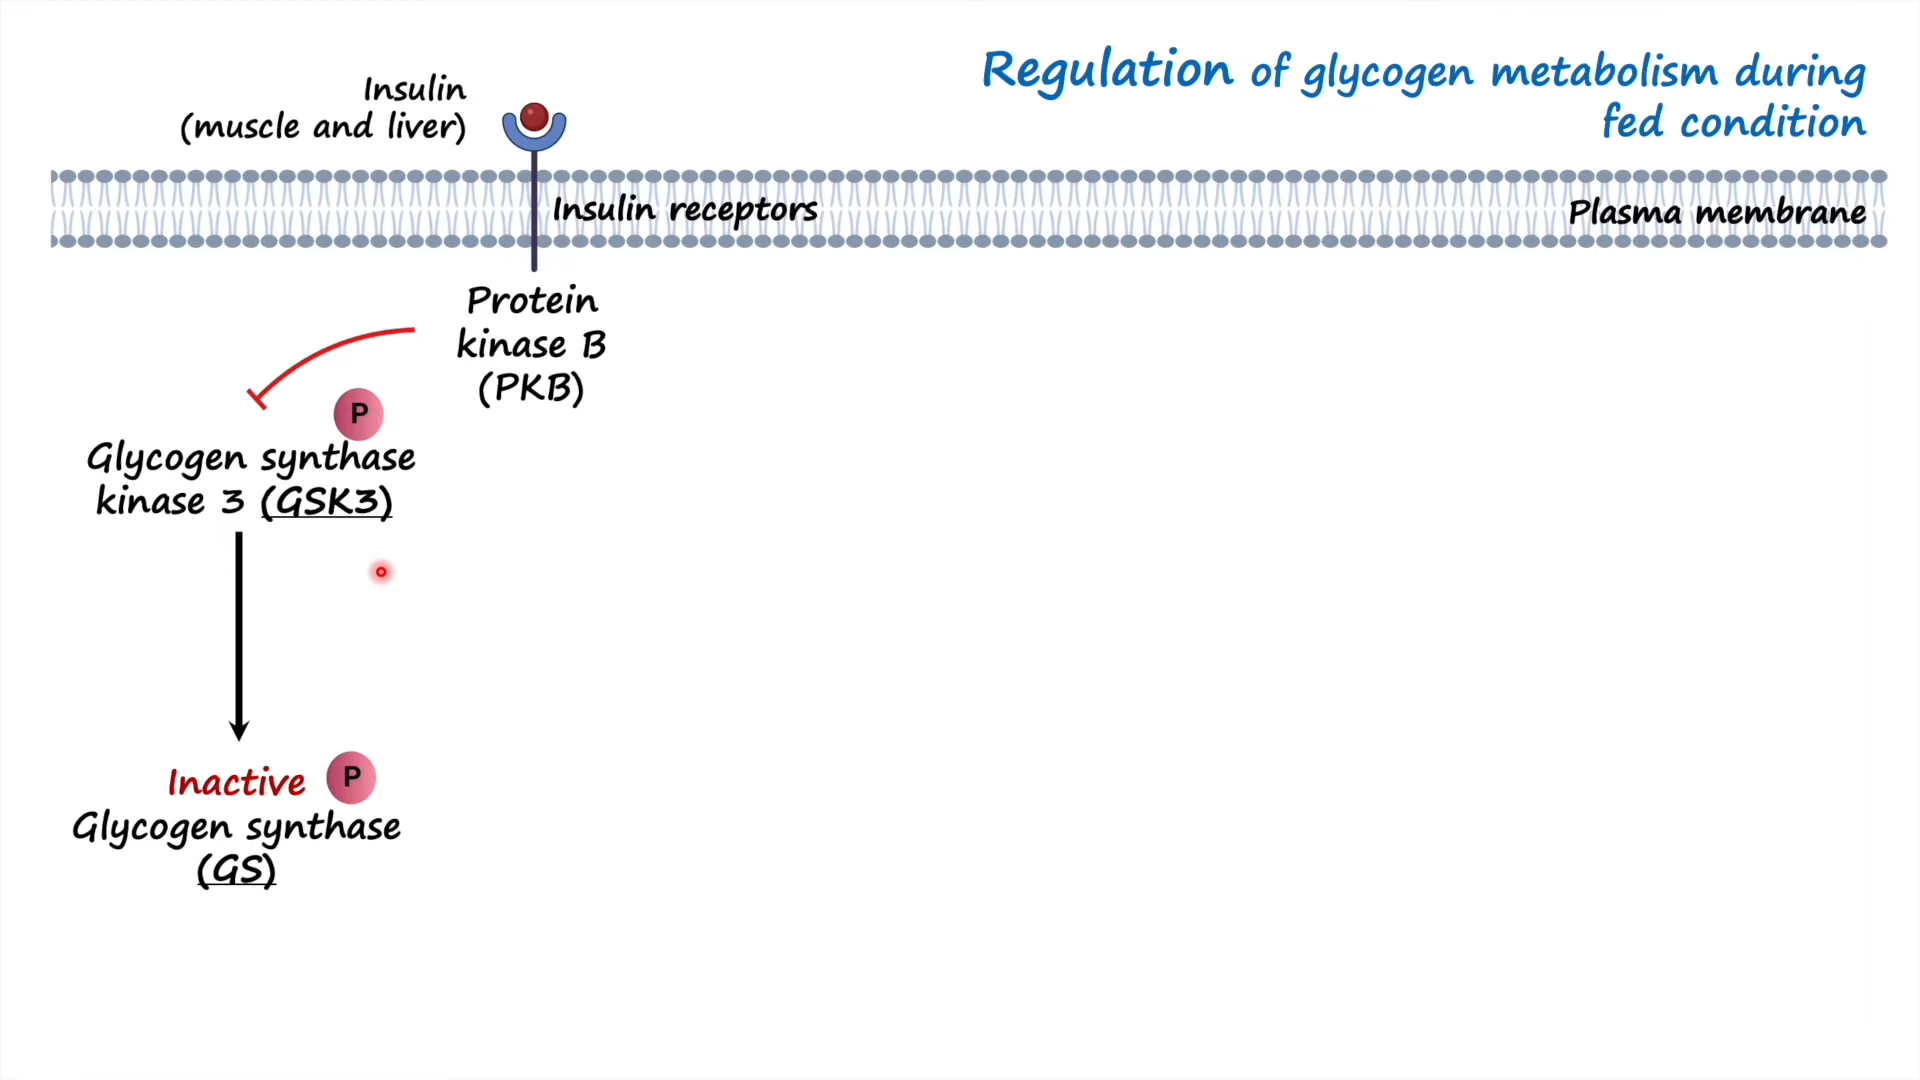 Regulation of glycogen metabolism during
fed condition
Insulin
(muscle and liver)
Insulin receptors
Plasma membrane
Protein
kinase B
(PKB)
P
Glycogen synthase
kinase 3 (GSK3)
Inactive P
Glycogen synthase
(GS)